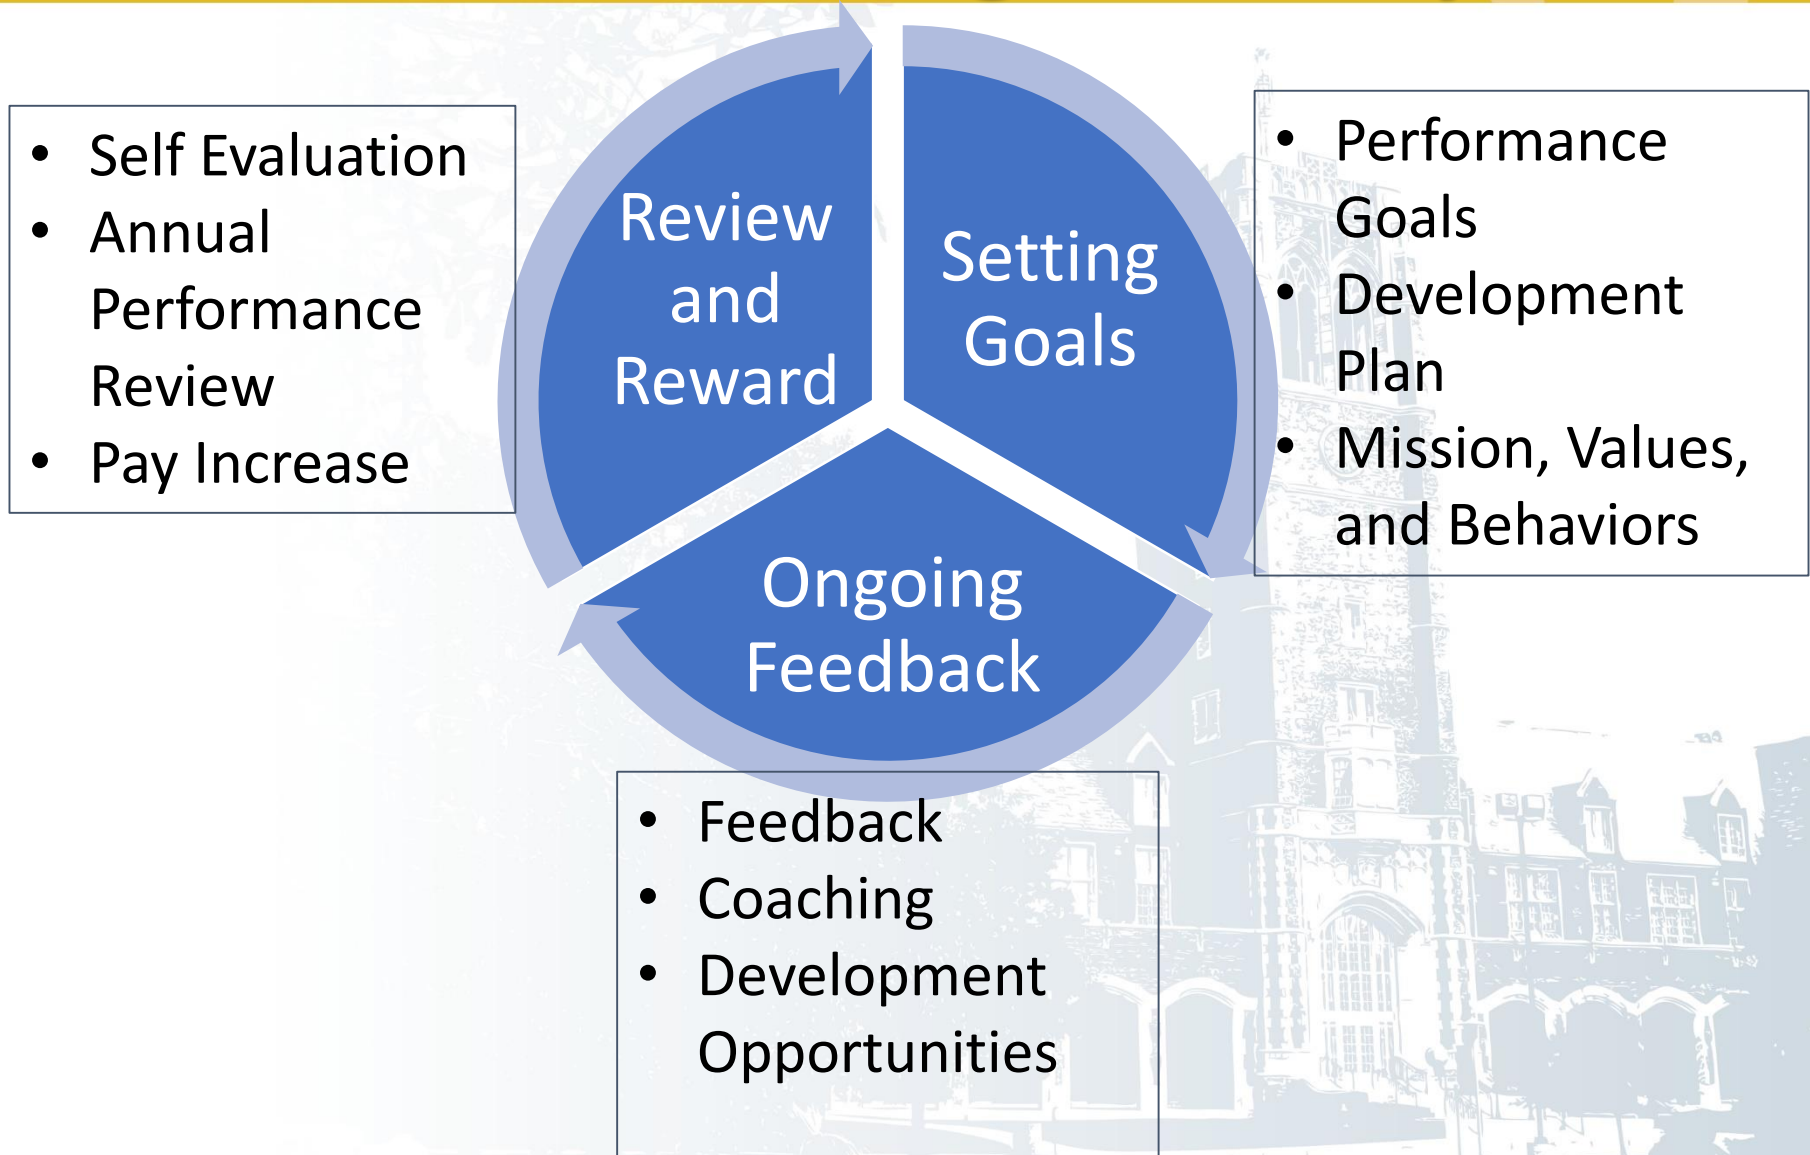 Review
and
Reward
Setting
Goals
Ongoing
Feedback
• Self Evaluation
• Annual
Performance
Review
• Pay Increase
• Performance
Goals
• Development
Plan
• Mission, Values,
and Behaviors
• Feedback
• Coaching
• Development
Opportunities